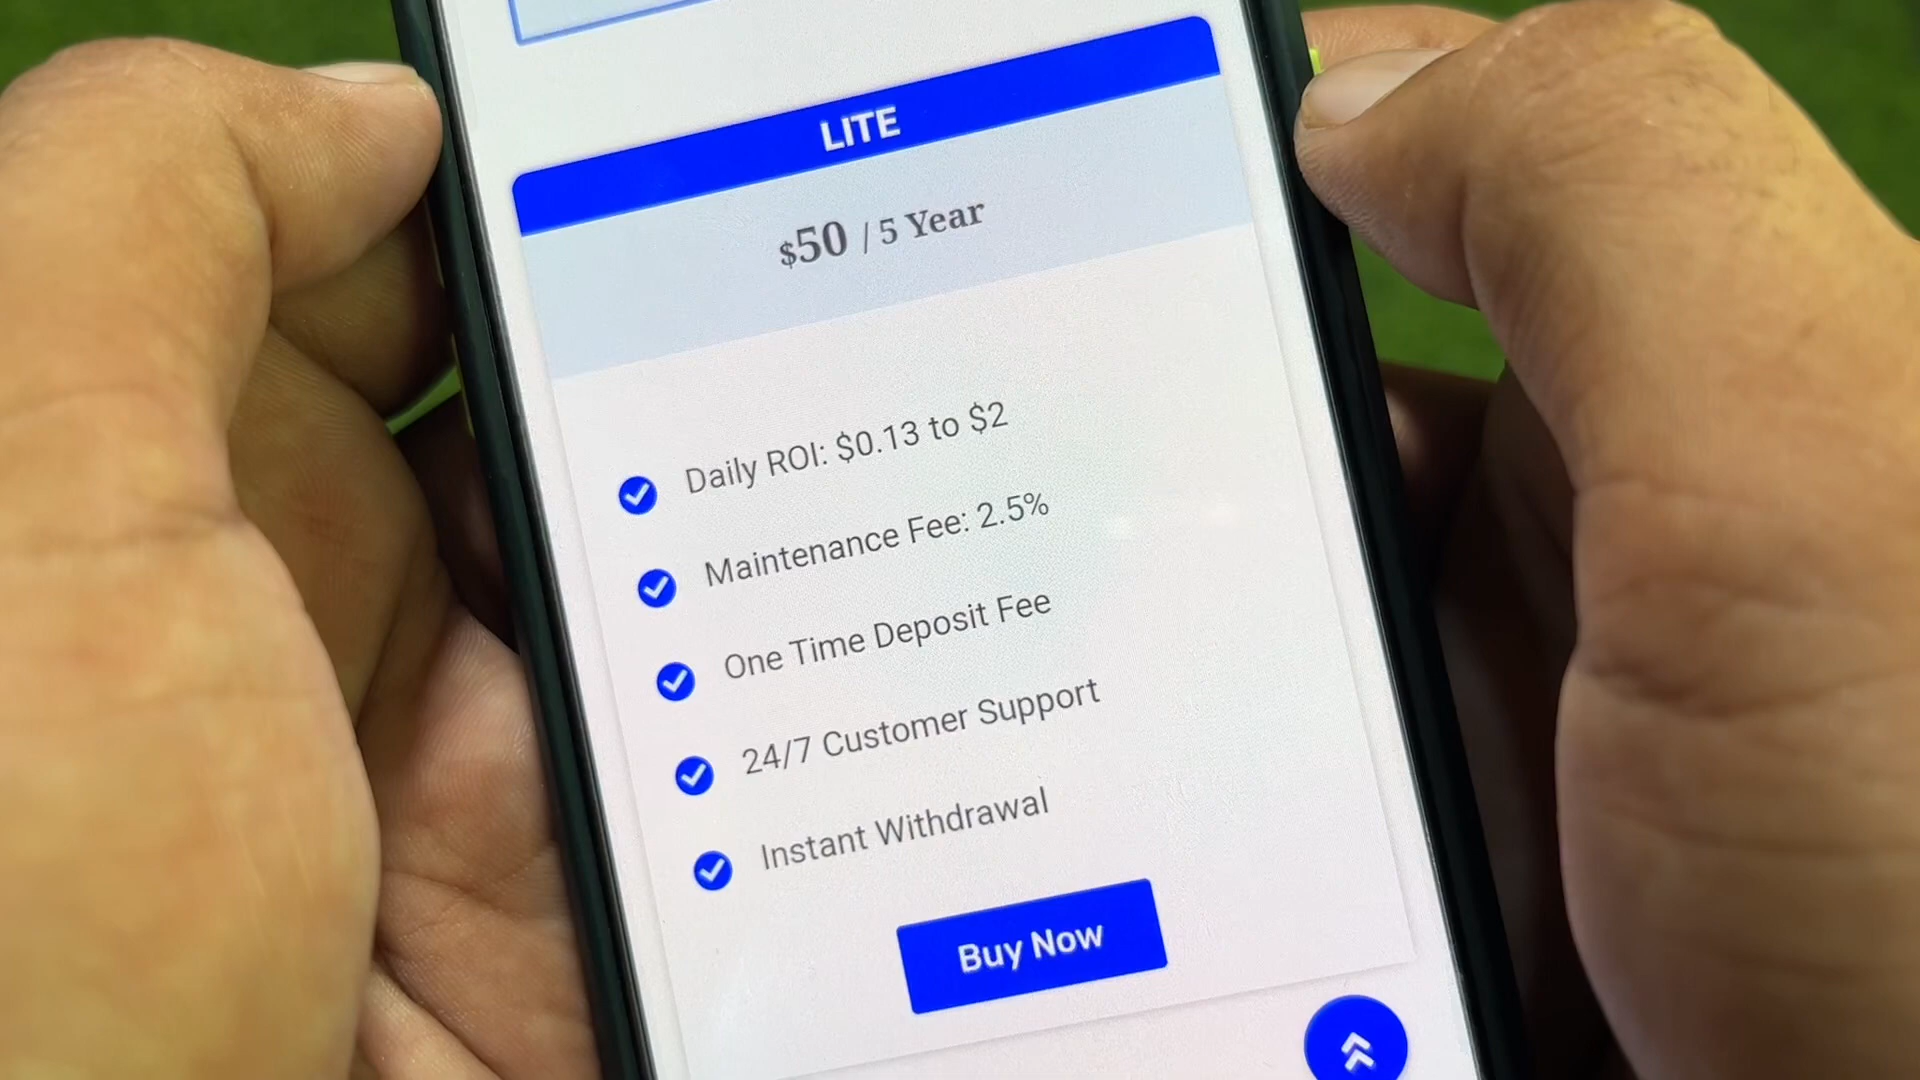 LITE
$50 / 5 Year
Daily ROI: $0.13 to $2
Maintenance Fee: 2.5%
One Time Deposit Fee
24/7 Customer Support
Instant Withdrawal
Buy Now